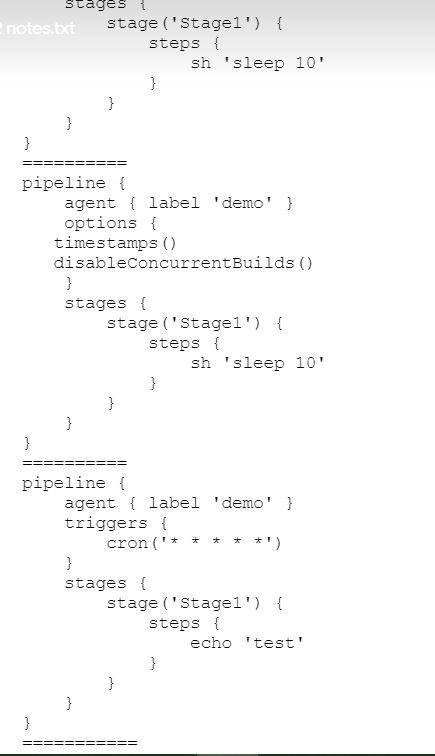 stages {
2 notes.txt
        stage('Stage1') {
            steps {
                sh 'sleep 10'
            }
        }
    }
}
==========
pipeline {
    agent { label 'demo' }
    options {
   timestamps()
   disableConcurrentBuilds()
    }
    stages {
        stage('Stage1') {
            steps {
                sh 'sleep 10'
            }
        }
    }
}
==========
pipeline {
    agent { label 'demo' }
    triggers {
        cron('* * * * *')
    }
    stages {
        stage('Stage1') {
            steps {
                echo 'test'
            }
        }
    }
}
===========